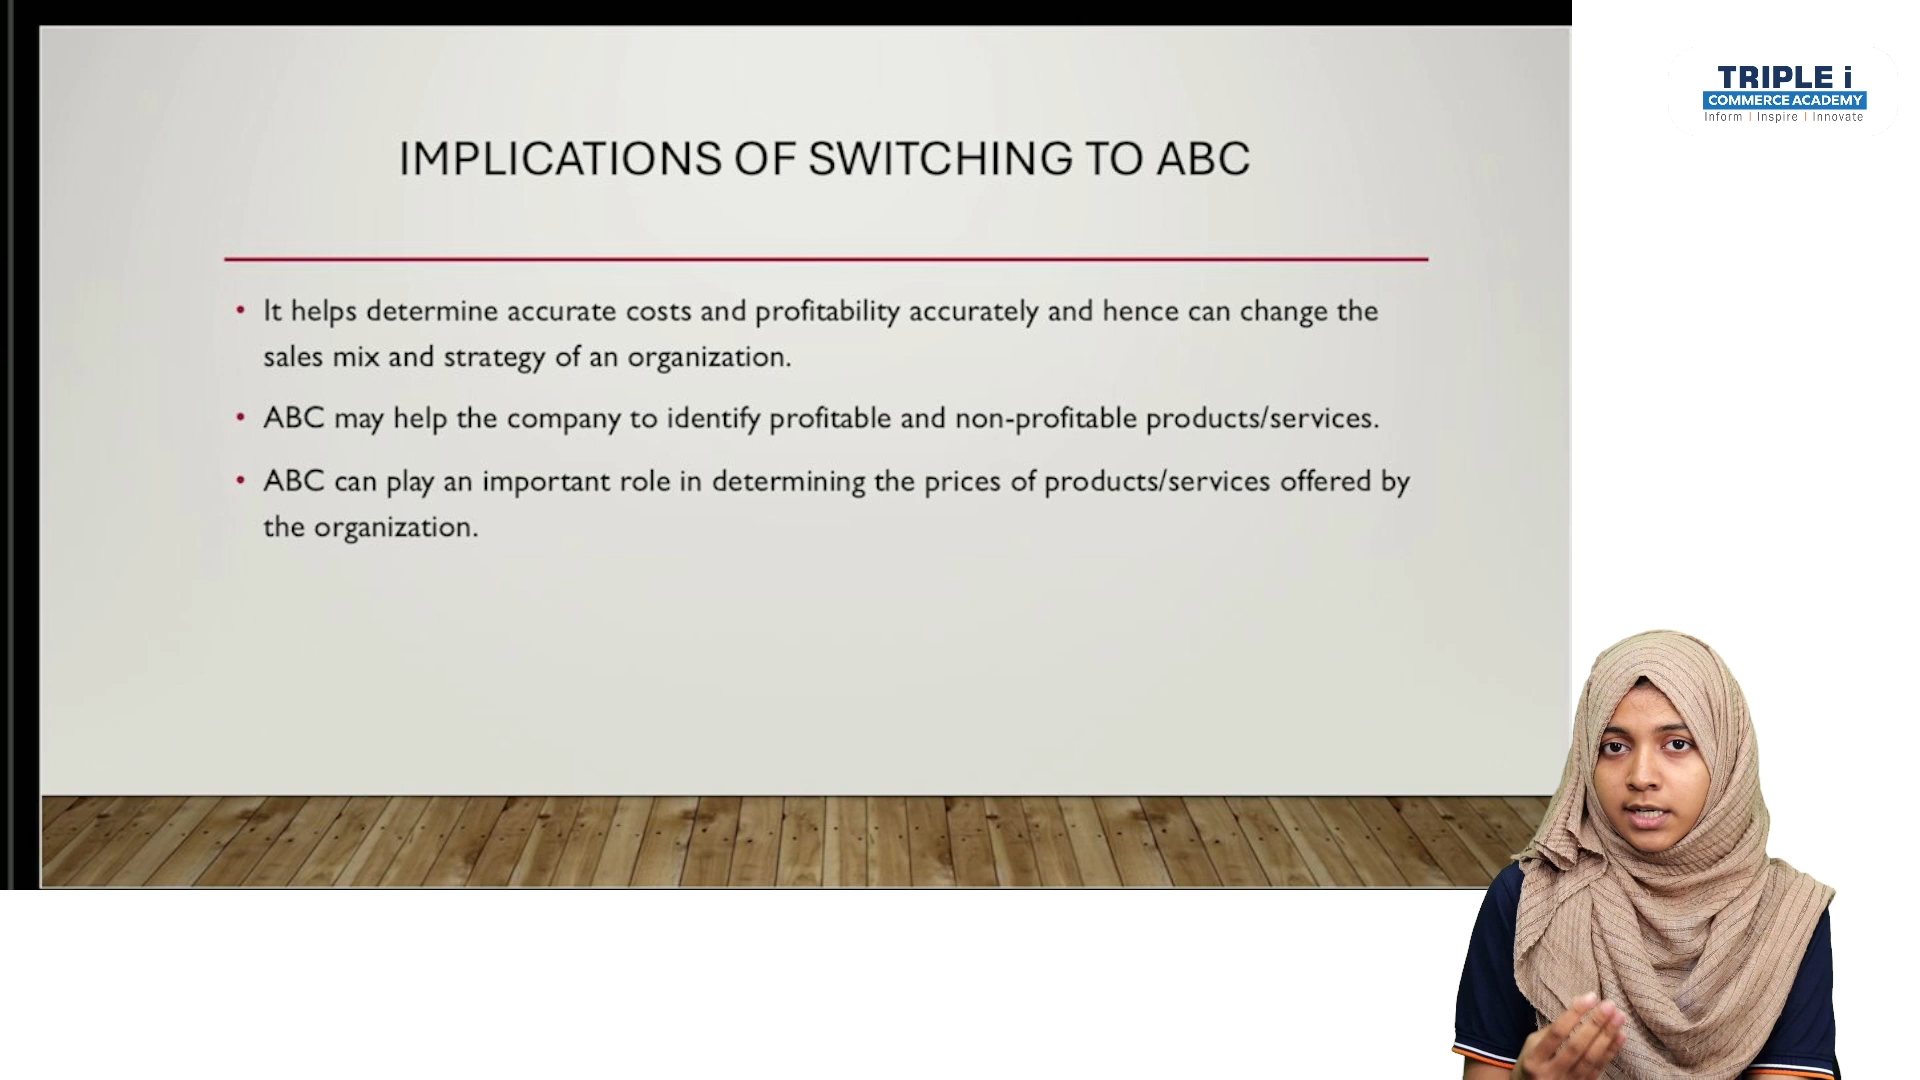 IMPLICATIONS OF SWITCHING TO ABC
• It helps determine accurate costs and profitability accurately and hence can change the
sales mix and strategy of an organization.
• ABC may help the company to identify profitable and non-profitable products/services.
• ABC can play an important role in determining the prices of products/services offered by
the organization.
TRIPLE i
COMMERCE ACADEMY
Inform | Inspire | Innovate